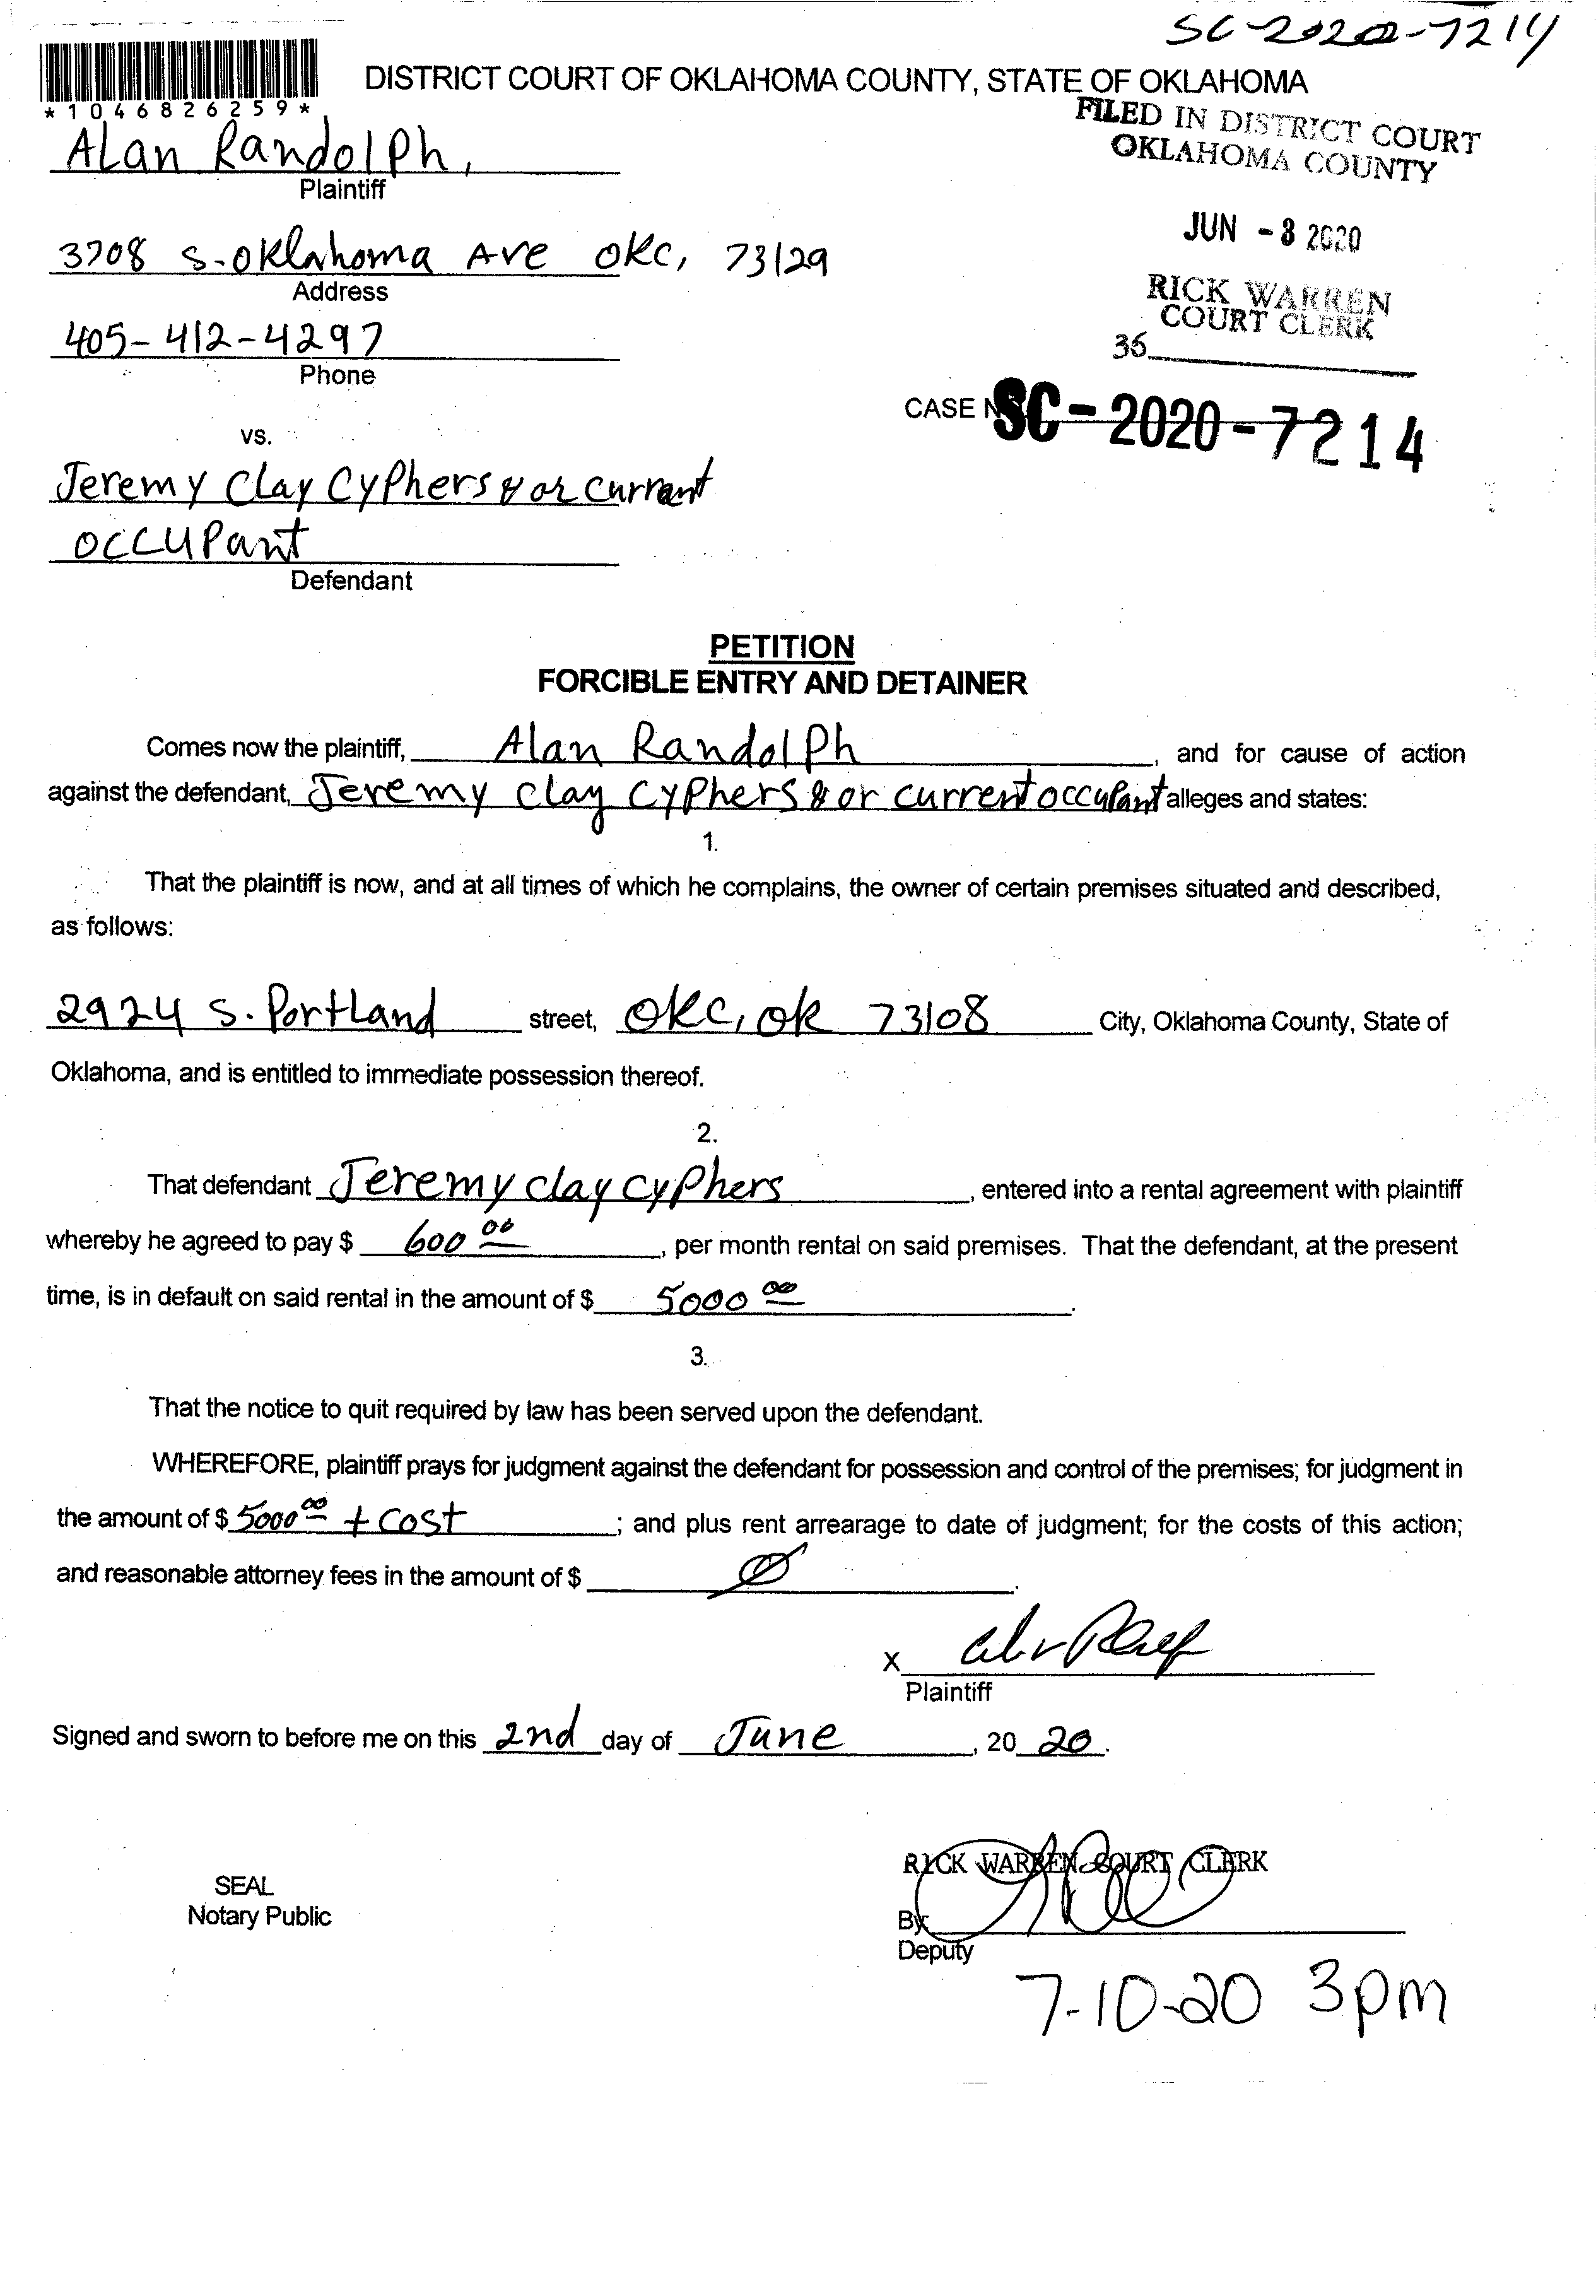 SC-2020-7214
DISTRICT COURT OF OKLAHOMA COUNTY, STATE OF OKLAHOMA
*1046826259*
FILED IN DISTRICT COURT
OKLAHOMA COUNTY
Alan Randolph,
Plaintiff
JUN -3 2020
3708 S. Oklahoma Ave OKC, 73129
Address
RICK WARREN
COURT CLERK
405-412-4297
36
Phone
CASE NO. SC-2020-7214
vs.
Jeremy Clay Cyphers & or current
occupant
Defendant
PETITION
FORCIBLE ENTRY AND DETAINER
Comes now the plaintiff, Alan Randolph, and for cause of action
against the defendant, Jeremy clay cyphers & or current occupant alleges and states:
1.
That the plaintiff is now, and at all times of which he complains, the owner of certain premises situated and described,
as follows:
2924 S. Portland street, OKC, OK 73108 City, Oklahoma County, State of
Oklahoma, and is entitled to immediate possession thereof.
2.
That defendant Jeremy clay cyphers, entered into a rental agreement with plaintiff
whereby he agreed to pay $ 600 00, per month rental on said premises. That the defendant, at the present
time, is in default on said rental in the amount of $ 5000 00.
3.
That the notice to quit required by law has been served upon the defendant.
WHEREFORE, plaintiff prays for judgment against the defendant for possession and control of the premises; for judgment in
the amount of $ 5000 00 + cost; and plus rent arrearage to date of judgment; for the costs of this action;
and reasonable attorney fees in the amount of $ Ø.
X
Plaintiff
Signed and sworn to before me on this 2nd day of June, 20 20.
RICK WARREN COURT CLERK
SEAL
Notary Public
By
Deputy
7-10-20 3pm